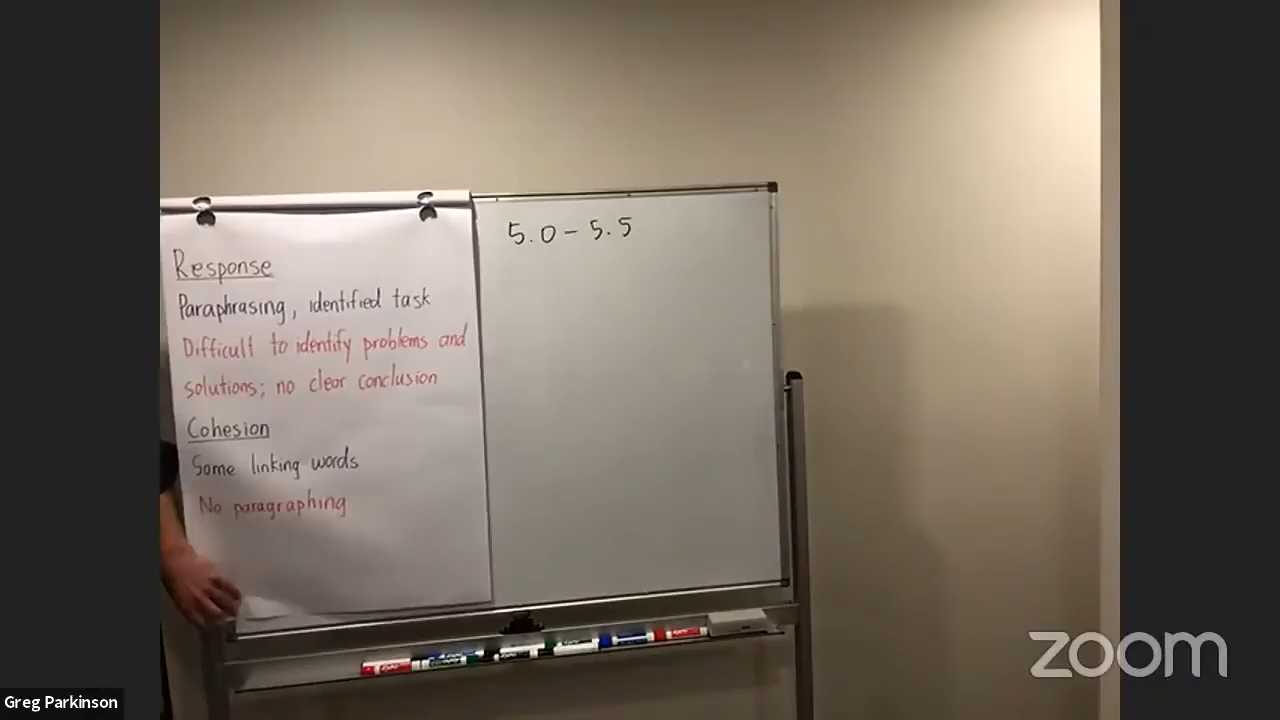 Response
Paraphrasing, identified task
Difficult to identify problems and
solutions; no clear conclusion
Cohesion
Some linking words
No paragraphing
5.0 - 5.5
zoom
Greg Parkinson